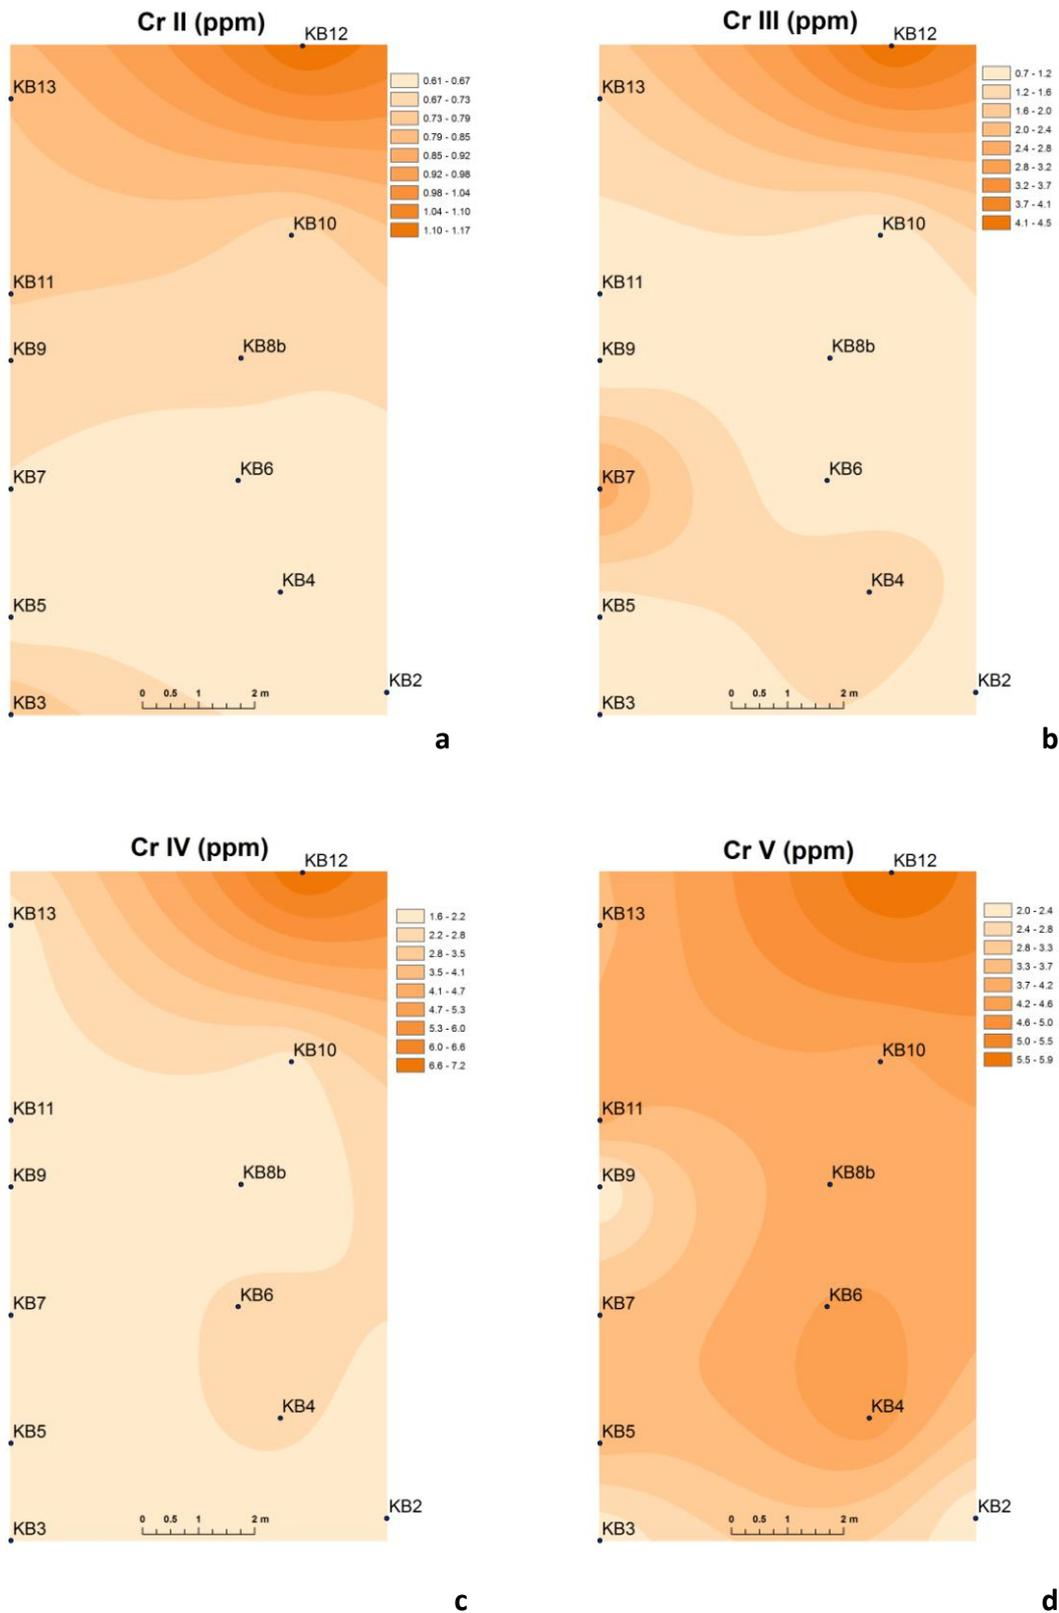 Cr II (ppm)
KB12
KB13
0.61 - 0.67
0.67 - 0.73
0.73 - 0.79
0.79 - 0.85
0.85 - 0.92
0.92 - 0.98
0.98 - 1.04
1.04 - 1.10
1.10 - 1.17
KB10
KB11
KB9
KB8b
KB7
KB6
KB4
KB5
KB2
0 0.5 1 2 m
KB3
a
Cr III (ppm)
KB12
KB13
0.7 - 1.2
1.2 - 1.6
1.6 - 2.0
2.0 - 2.4
2.4 - 2.8
2.8 - 3.2
3.2 - 3.7
3.7 - 4.1
4.1 - 4.5
KB10
KB11
KB9
KB8b
KB7
KB6
KB4
KB5
KB2
0 0.5 1 2 m
KB3
b
Cr IV (ppm)
KB12
KB13
1.6 - 2.2
2.2 - 2.8
2.8 - 3.5
3.5 - 4.1
4.1 - 4.7
4.7 - 5.3
5.3 - 6.0
6.0 - 6.6
6.6 - 7.2
KB10
KB11
KB9
KB8b
KB7
KB6
KB4
KB5
KB2
0 0.5 1 2 m
KB3
c
Cr V (ppm)
KB12
KB13
2.0 - 2.4
2.4 - 2.8
2.8 - 3.3
3.3 - 3.7
3.7 - 4.2
4.2 - 4.6
4.6 - 5.0
5.0 - 5.5
5.5 - 5.9
KB10
KB11
KB9
KB8b
KB7
KB6
KB4
KB5
KB2
0 0.5 1 2 m
KB3
d